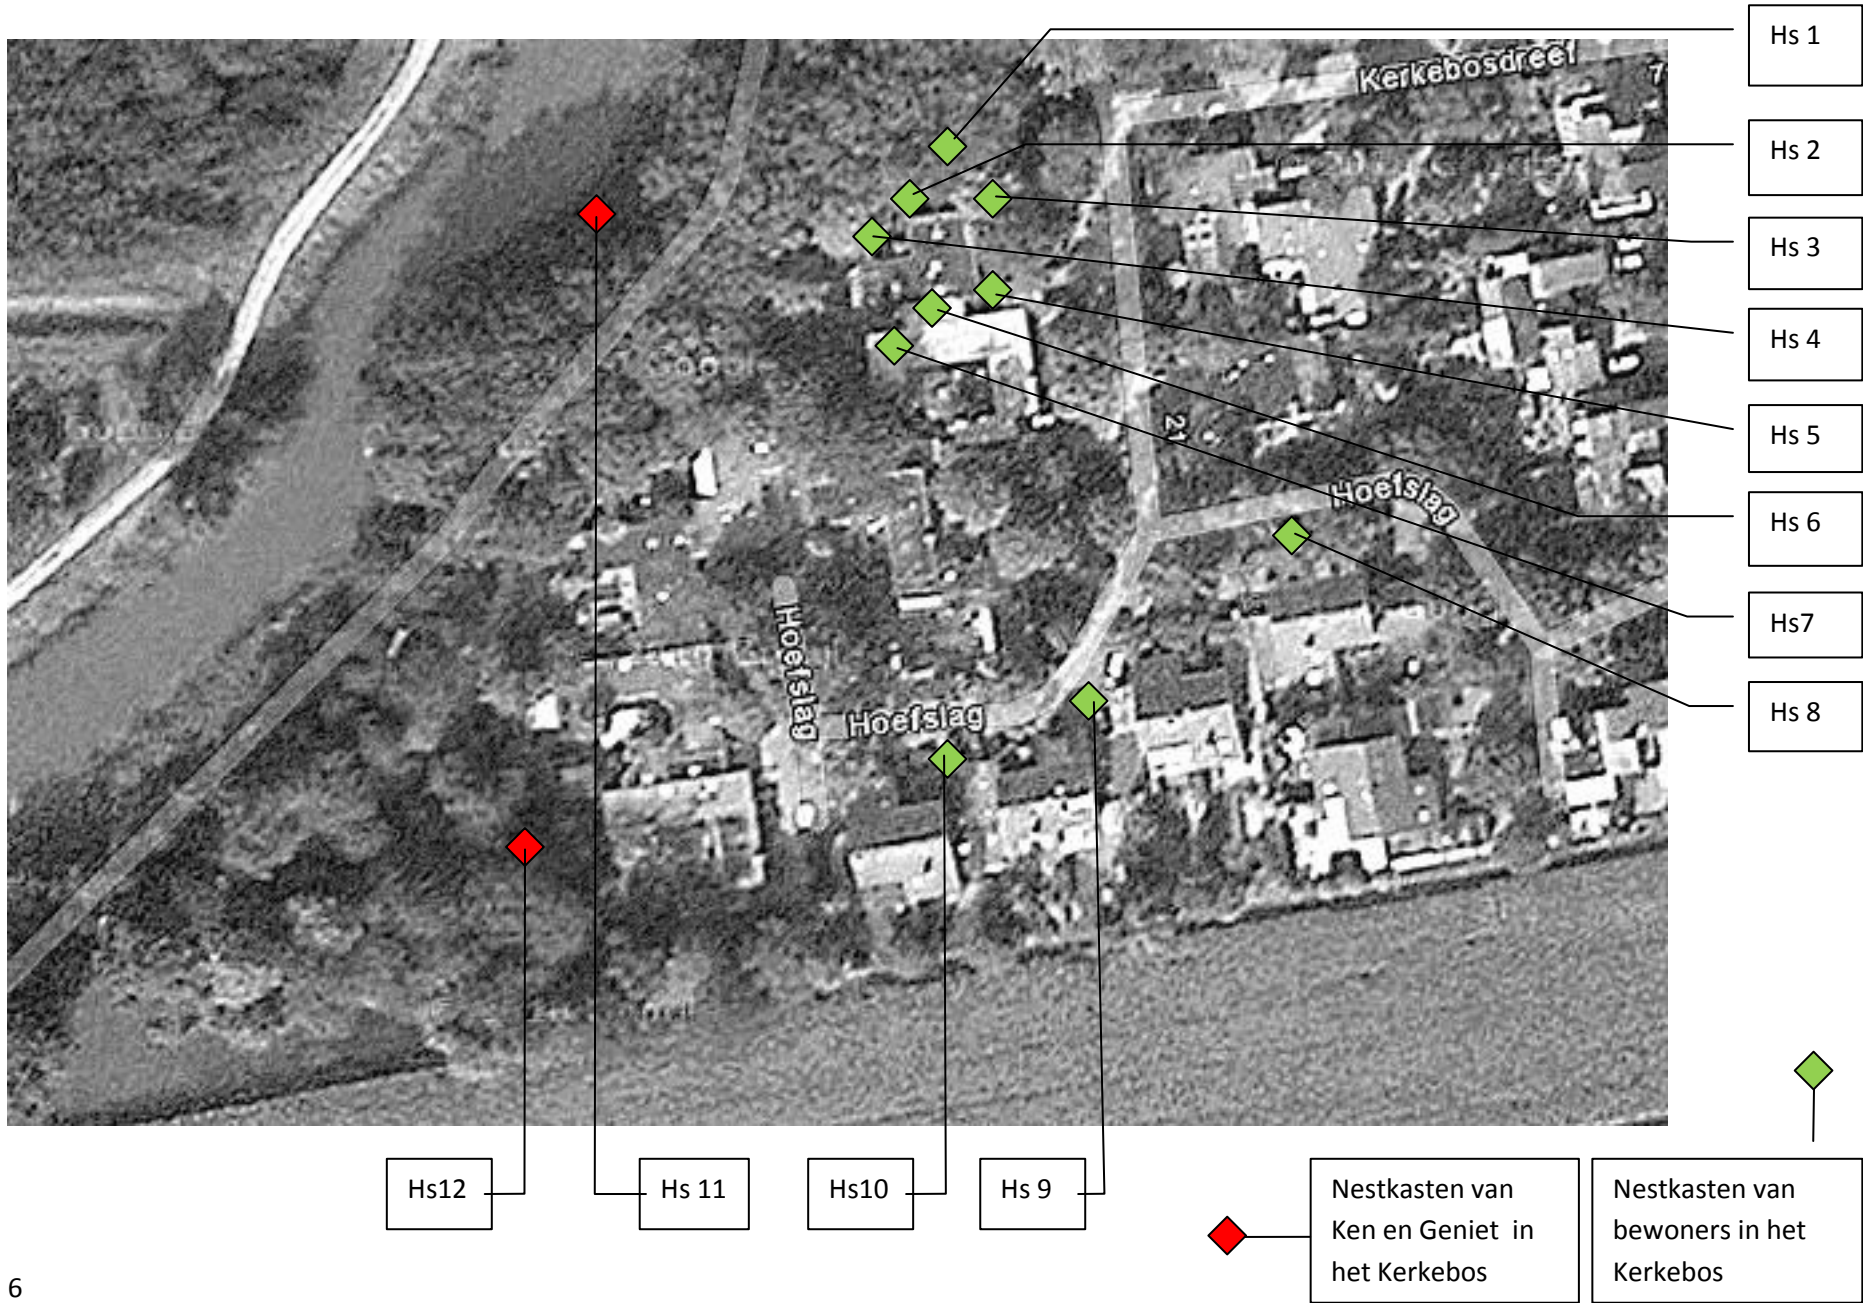 Hs 1
Kerkebosdreef
7
Hs 2
Hs 3
Hs 4
21
Hs 5
Hoefslag
Hs 6
Hoefslag
Hs7
Hoefslag
Hs 8
Hs12
Hs 11
Hs10
Hs 9
Nestkasten van
Ken en Geniet in
het Kerkebos
Nestkasten van
bewoners in het
Kerkebos
6